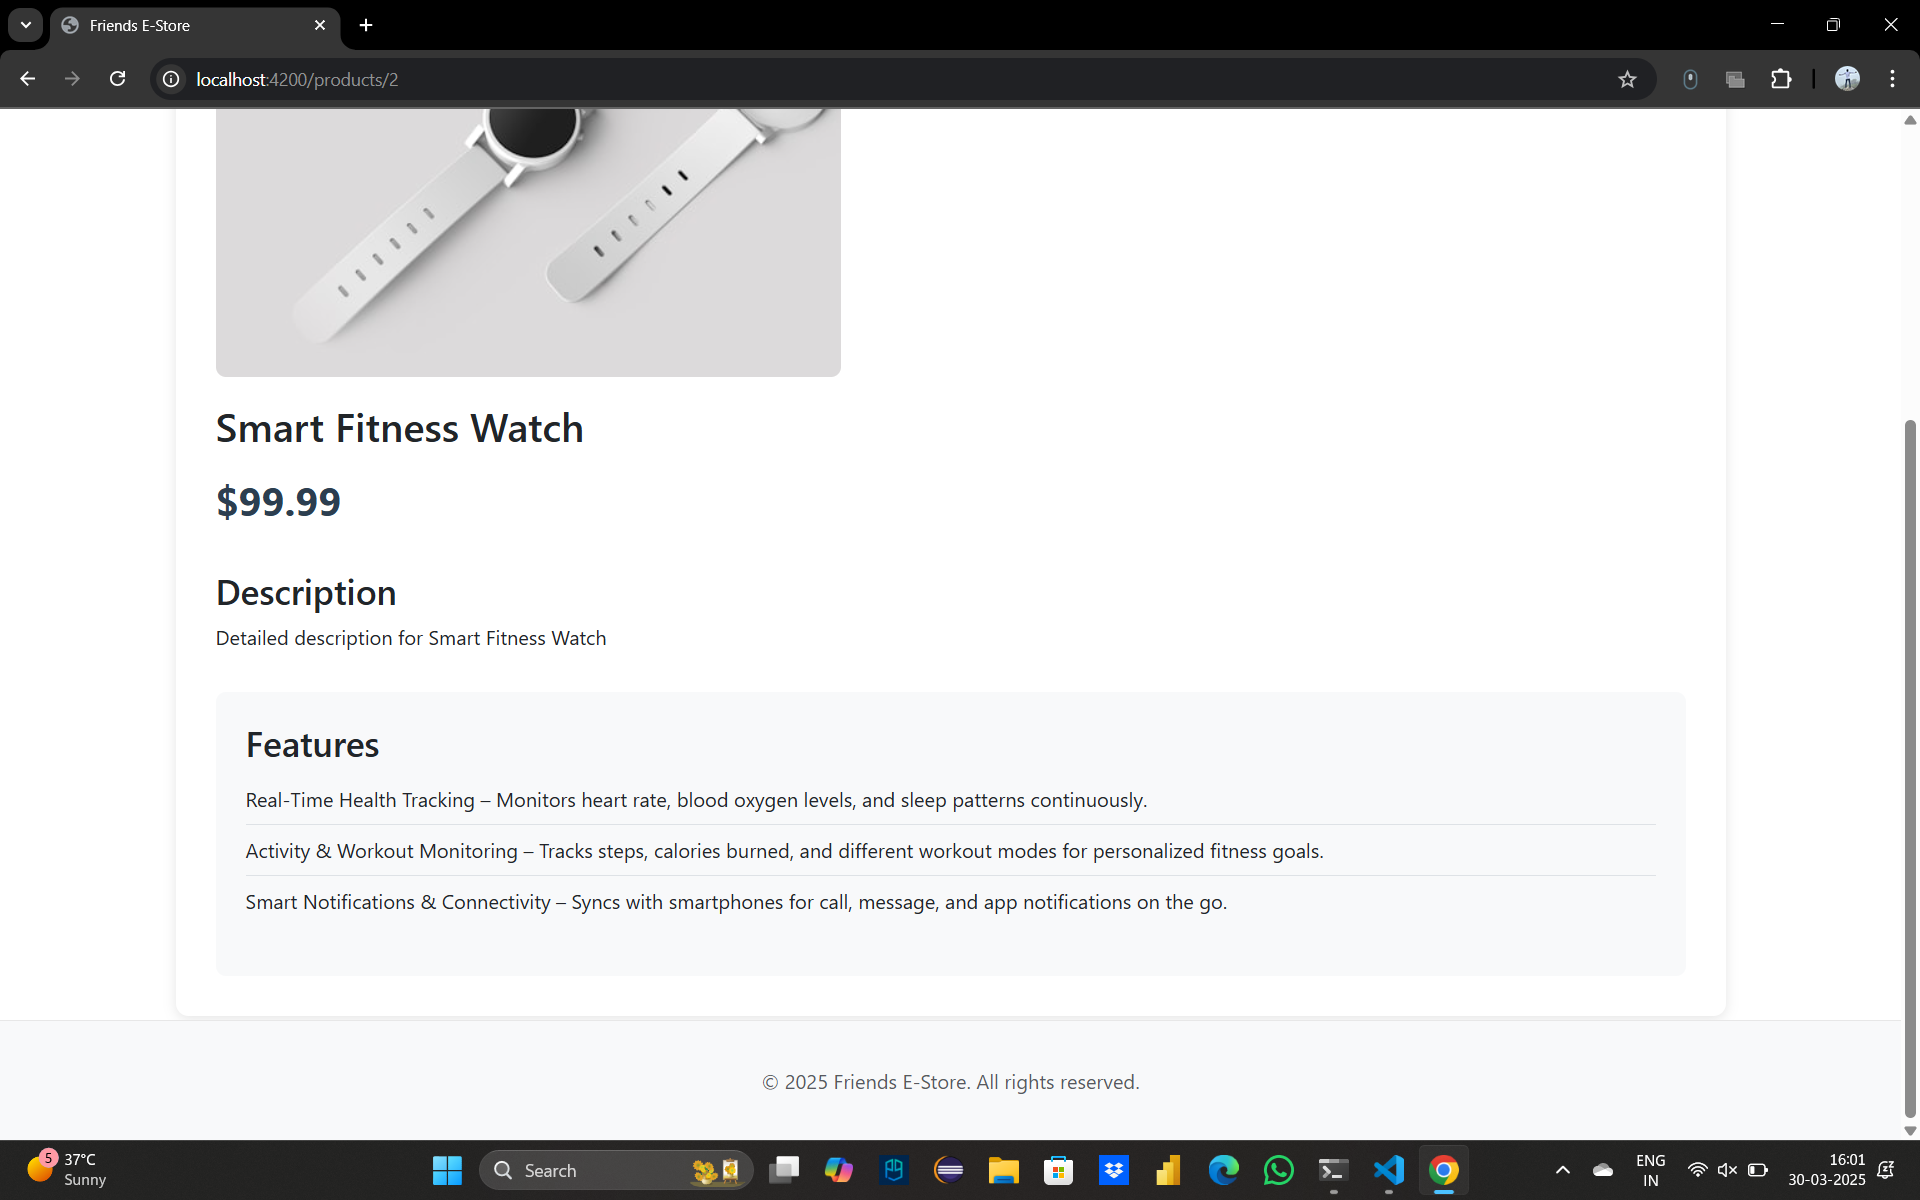 Friends E-Store
localhost:4200/products/2
Smart Fitness Watch
$99.99
Description
Detailed description for Smart Fitness Watch
Features
Real-Time Health Tracking – Monitors heart rate, blood oxygen levels, and sleep patterns continuously.
Activity & Workout Monitoring – Tracks steps, calories burned, and different workout modes for personalized fitness goals.
Smart Notifications & Connectivity – Syncs with smartphones for call, message, and app notifications on the go.
© 2025 Friends E-Store. All rights reserved.
5
37°C
Sunny
Search
ENG
IN
16:01
30-03-2025